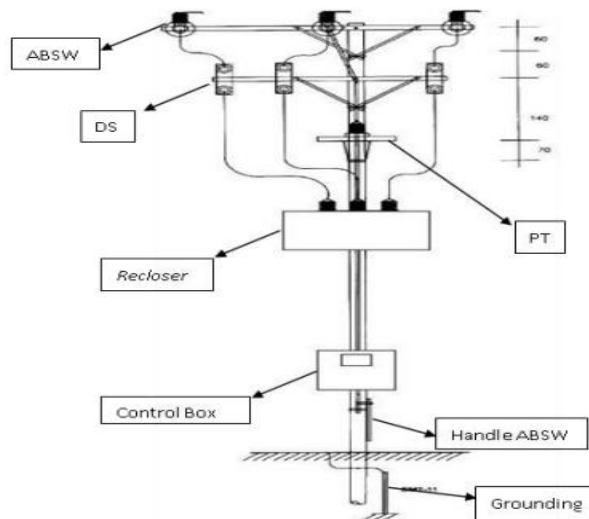 ABSW
60
60
DS
140
70
PT
Recloser
Control Box
Handle ABSW
Grounding